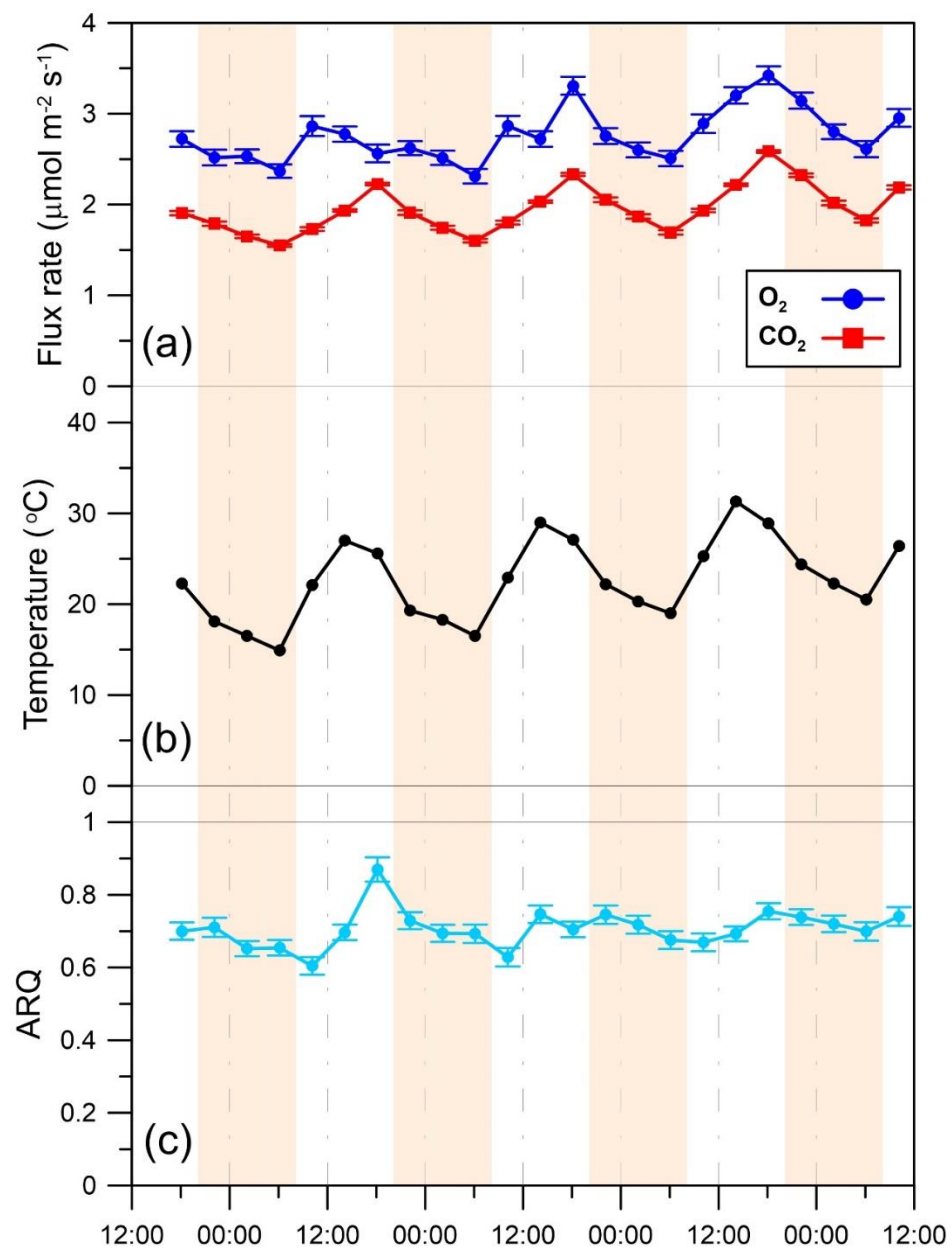 Flux rate (μmol m⁻² s⁻¹)
4
3
2
1
0
(a)
O₂
CO₂
Temperature (°C)
40
30
20
10
0
(b)
ARQ
1
0.8
0.6
0.4
0.2
0
(c)
12:00 00:00 12:00 00:00 12:00 00:00 12:00 00:00 12:00